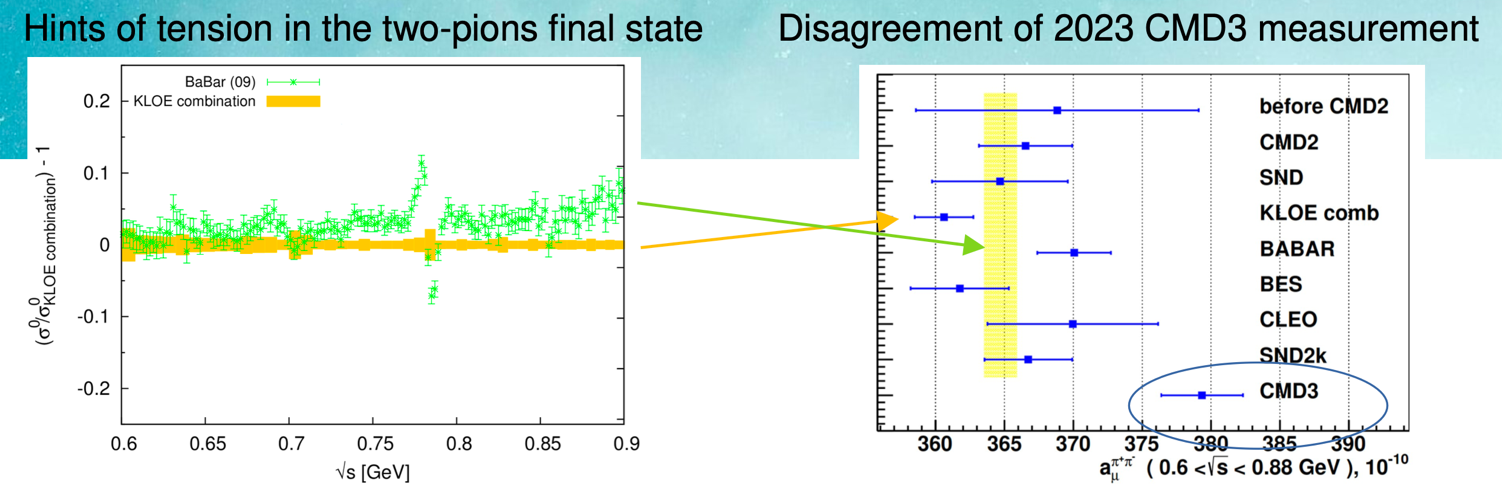 Hints of tension in the two-pions final state
Disagreement of 2023 CMD3 measurement
BaBar (09)
KLOE combination
(σ⁰/σ⁰KLOE combination) - 1
0.2
0.1
0
-0.1
-0.2
0.6 0.65 0.7 0.75 0.8 0.85 0.9
√s [GeV]
before CMD2
CMD2
SND
KLOE comb
BABAR
BES
CLEO
SND2k
CMD3
360 365 370 375 380 385 390
aμ^π⁺π⁻ ( 0.6 <√s < 0.88 GeV ), 10⁻¹⁰